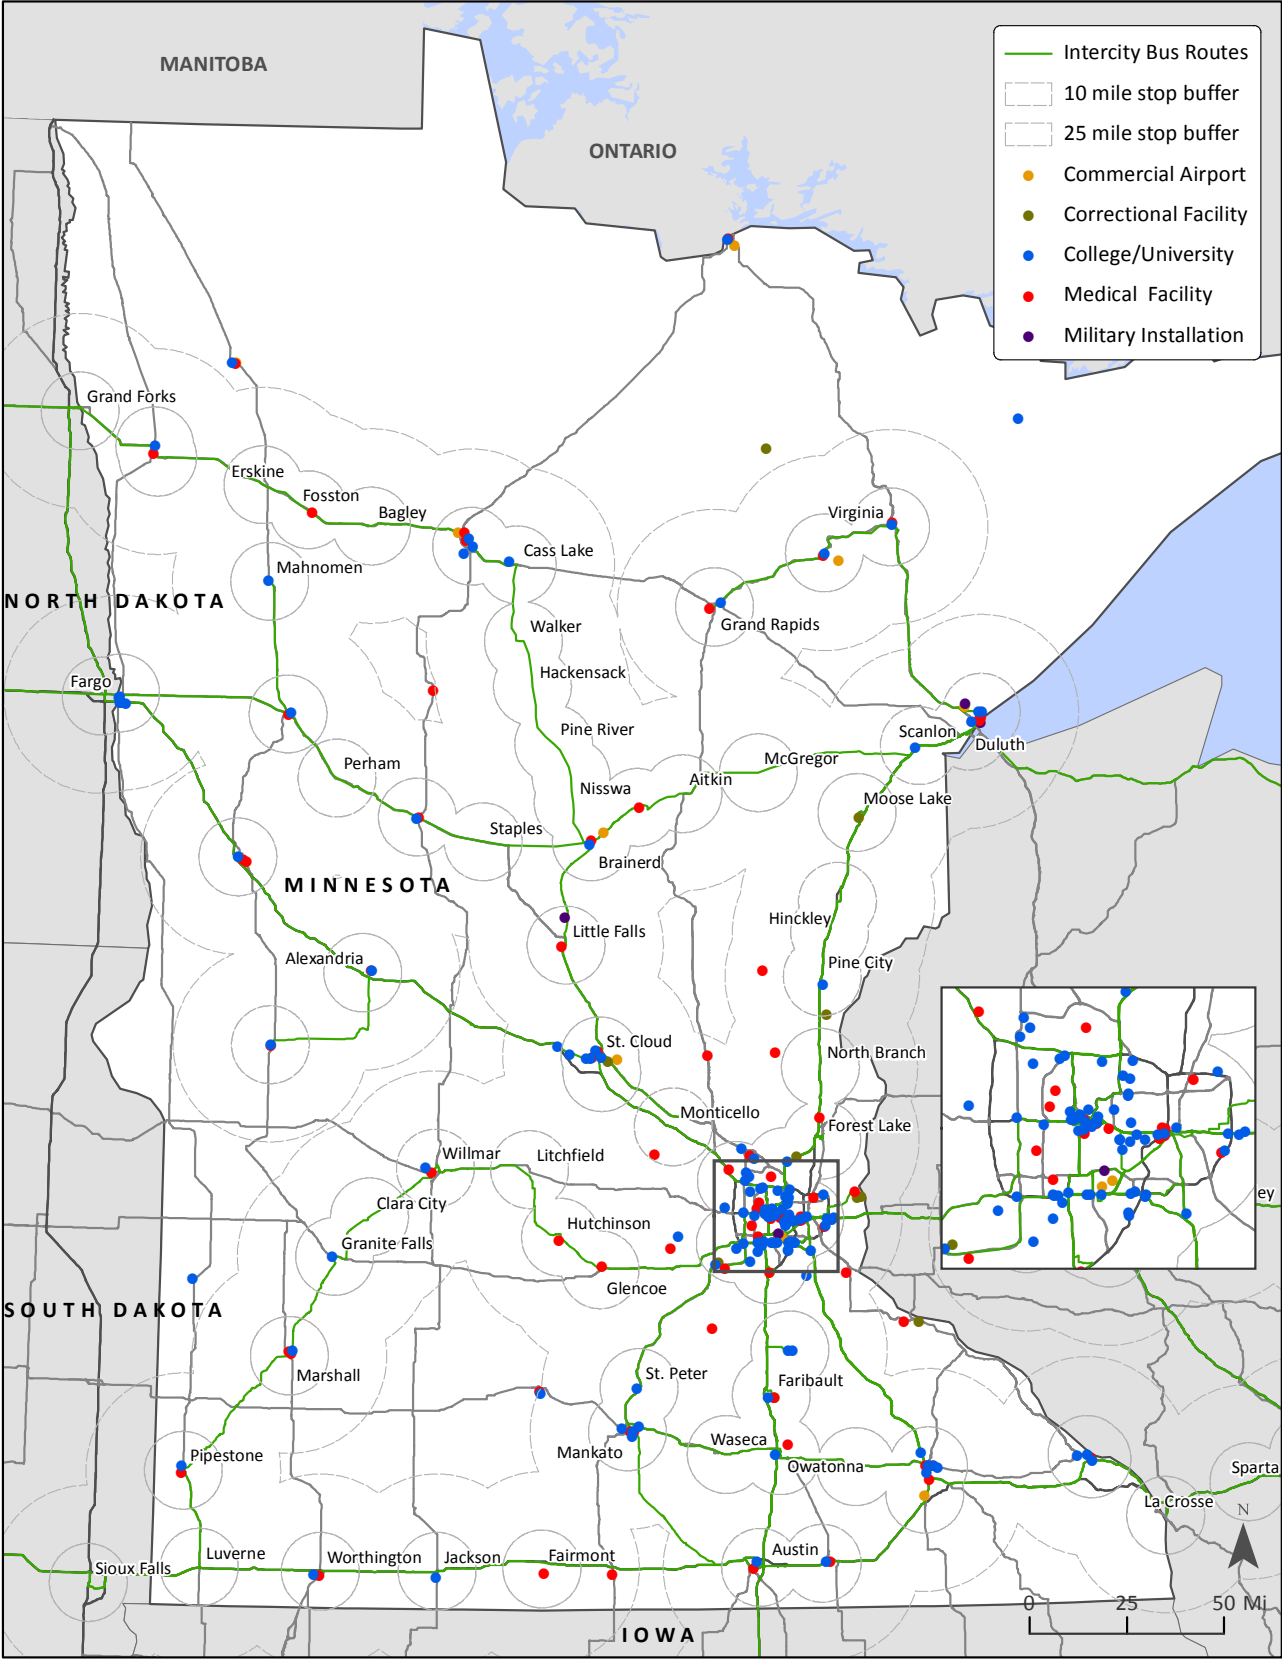 MANITOBA
ONTARIO
Intercity Bus Routes
10 mile stop buffer
25 mile stop buffer
Commercial Airport
Correctional Facility
College/University
Medical Facility
Military Installation
Grand Forks
Erskine
Fosston
Bagley
Virginia
Cass Lake
Mahnomen
NORTH DAKOTA
Walker
Grand Rapids
Hackensack
Fargo
Pine River
Scanlon
Duluth
McGregor
Perham
Aitkin
Nisswa
Moose Lake
Staples
Brainerd
MINNESOTA
Hinckley
Little Falls
Alexandria
Pine City
St. Cloud
North Branch
Monticello
Forest Lake
Willmar
Litchfield
ey
Clara City
Hutchinson
Granite Falls
Glencoe
SOUTH DAKOTA
Marshall
St. Peter
Faribault
Waseca
Mankato
Pipestone
Owatonna
Sparta
La Crosse
N
Luverne
Worthington
Jackson
Fairmont
Austin
Sioux Falls
0 25 50 Mi
IOWA